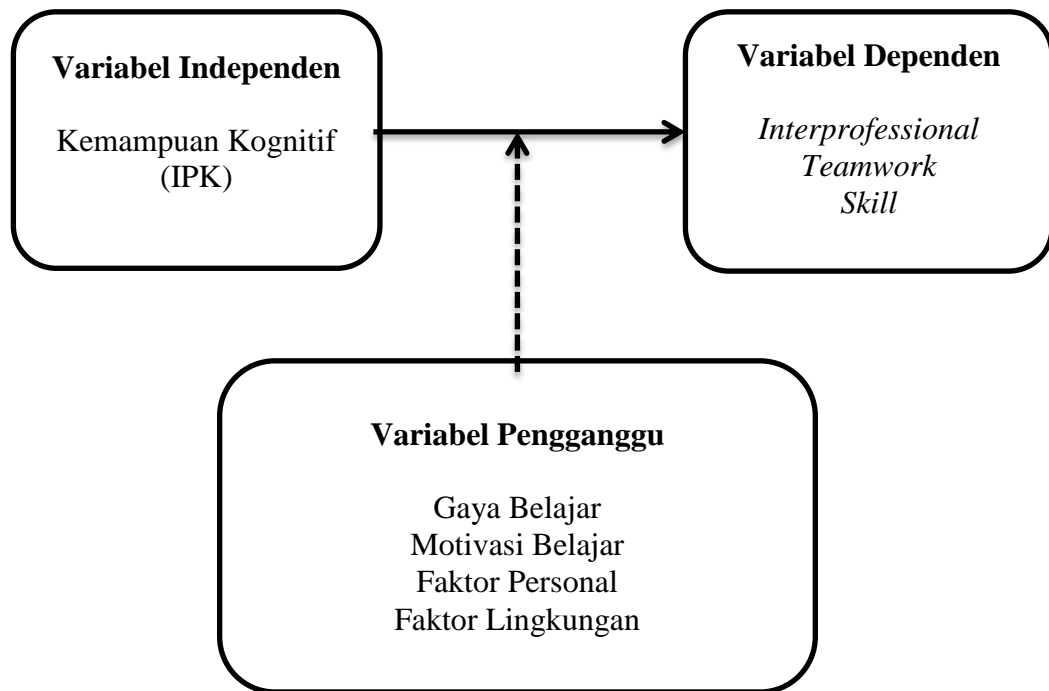 Variabel Independen
Kemampuan Kognitif
(IPK)
Variabel Dependen
Interprofessional
Teamwork
Skill
Variabel Pengganggu
Gaya Belajar
Motivasi Belajar
Faktor Personal
Faktor Lingkungan